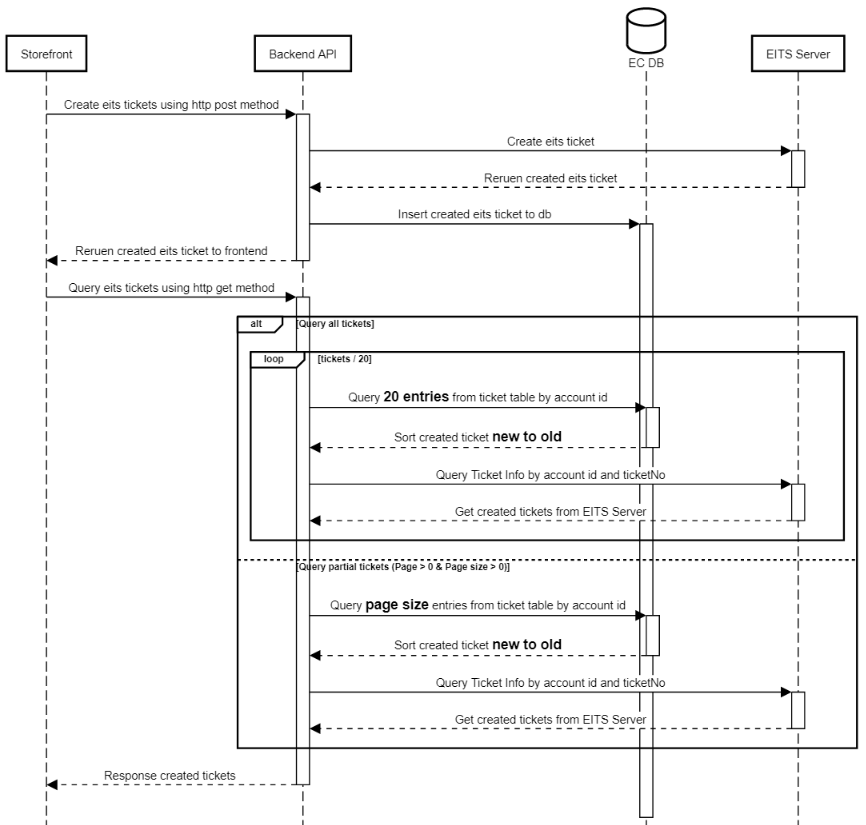 Storefront
Backend API
EC DB
EITS Server
Create eits tickets using http post method
Create eits ticket
Reruen created eits ticket
Insert created eits ticket to db
Reruen created eits ticket to frontend
Query eits tickets using http get method
alt [Query all tickets]
loop [tickets / 20]
Query 20 entries from ticket table by account id
Sort created ticket new to old
Query Ticket Info by account id and ticketNo
Get created tickets from EITS Server
[Query partial tickets (Page > 0 & Page size > 0)]
Query page size entries from ticket table by account id
Sort created ticket new to old
Query Ticket Info by account id and ticketNo
Get created tickets from EITS Server
Response created tickets